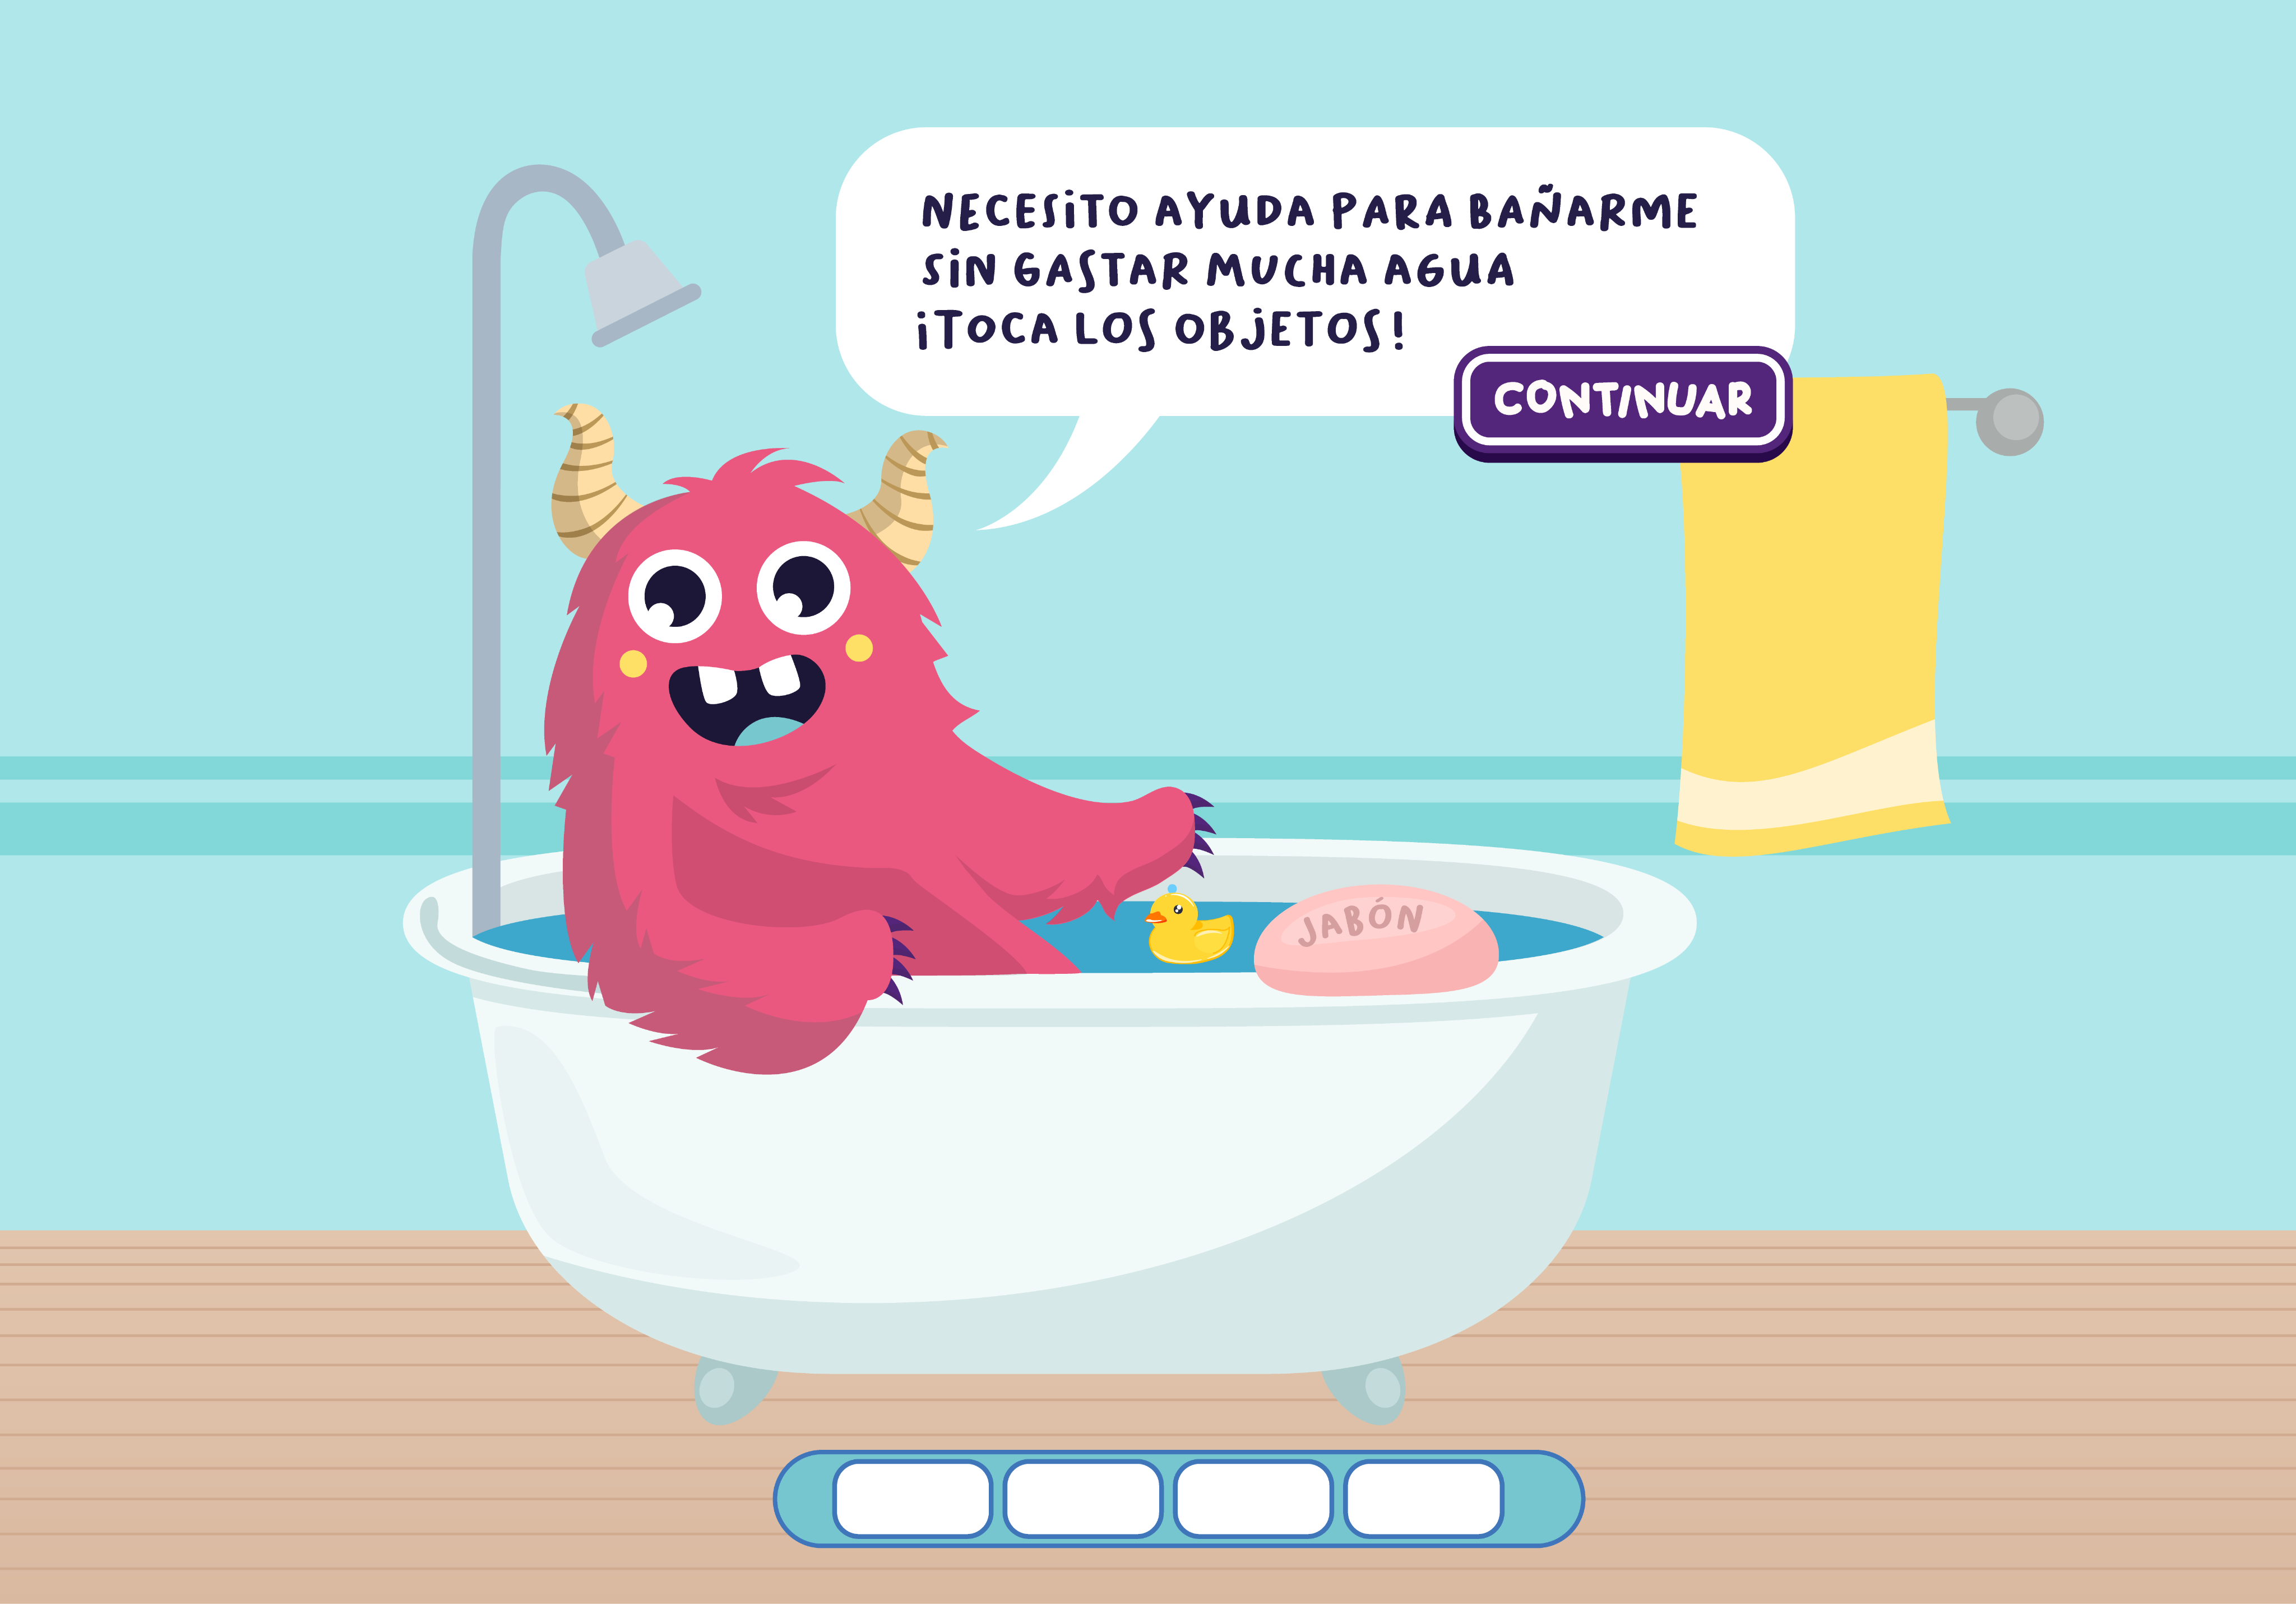 NECESITO AYUDA PARA BAÑARME
SIN GASTAR MUCHA AGUA
¡TOCA LOS OBJETOS!
CONTINUAR
JABÓN